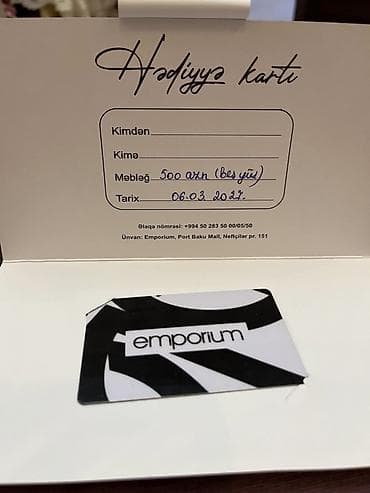 Hədiyyə kartı
Kimdən
Kimə
Məbləğ 500 azn (beş yüz)
Tarix 06.03.2027.
Əlaqə nömrəsi: +994 50 283 50 00/05/50
Ünvan: Emporium, Port Baku Mall, Neftçilər pr. 151
emporium